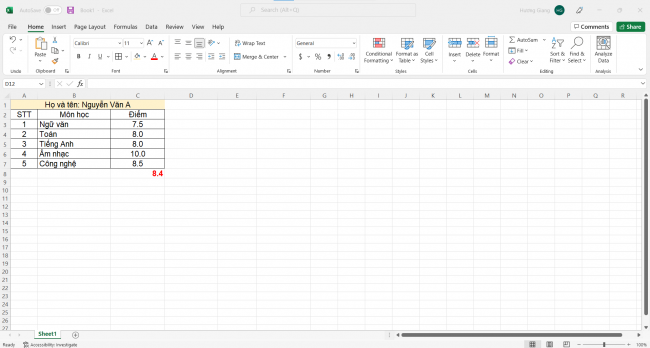 AutoSave Off Book1 - Excel Search (Alt+Q) Hương Giang HG
File Home Insert Page Layout Formulas Data Review View Help Comments Share
Calibri 11 Wrap Text General AutoSum
Paste B I U Merge & Center $ % Conditional Formatting Format as Table Cell Styles Insert Delete Format Fill Clear Sort & Filter Find & Select Analyze Data
Undo Clipboard Font Alignment Number Styles Cells Editing Analysis
D12 fx
A B C D E F G H I J K L M N O P Q R
1 Họ và tên: Nguyễn Văn A
2 STT Môn học Điểm
3 1 Ngữ văn 7.5
4 2 Toán 8.0
5 3 Tiếng Anh 8.0
6 4 Âm nhạc 10.0
7 5 Công nghệ 8.5
8 8.4
9
10
11
12
13
14
15
16
17
18
19
20
21
22
23
24
25
26
27
Sheet1
Ready Accessibility: Investigate 100%